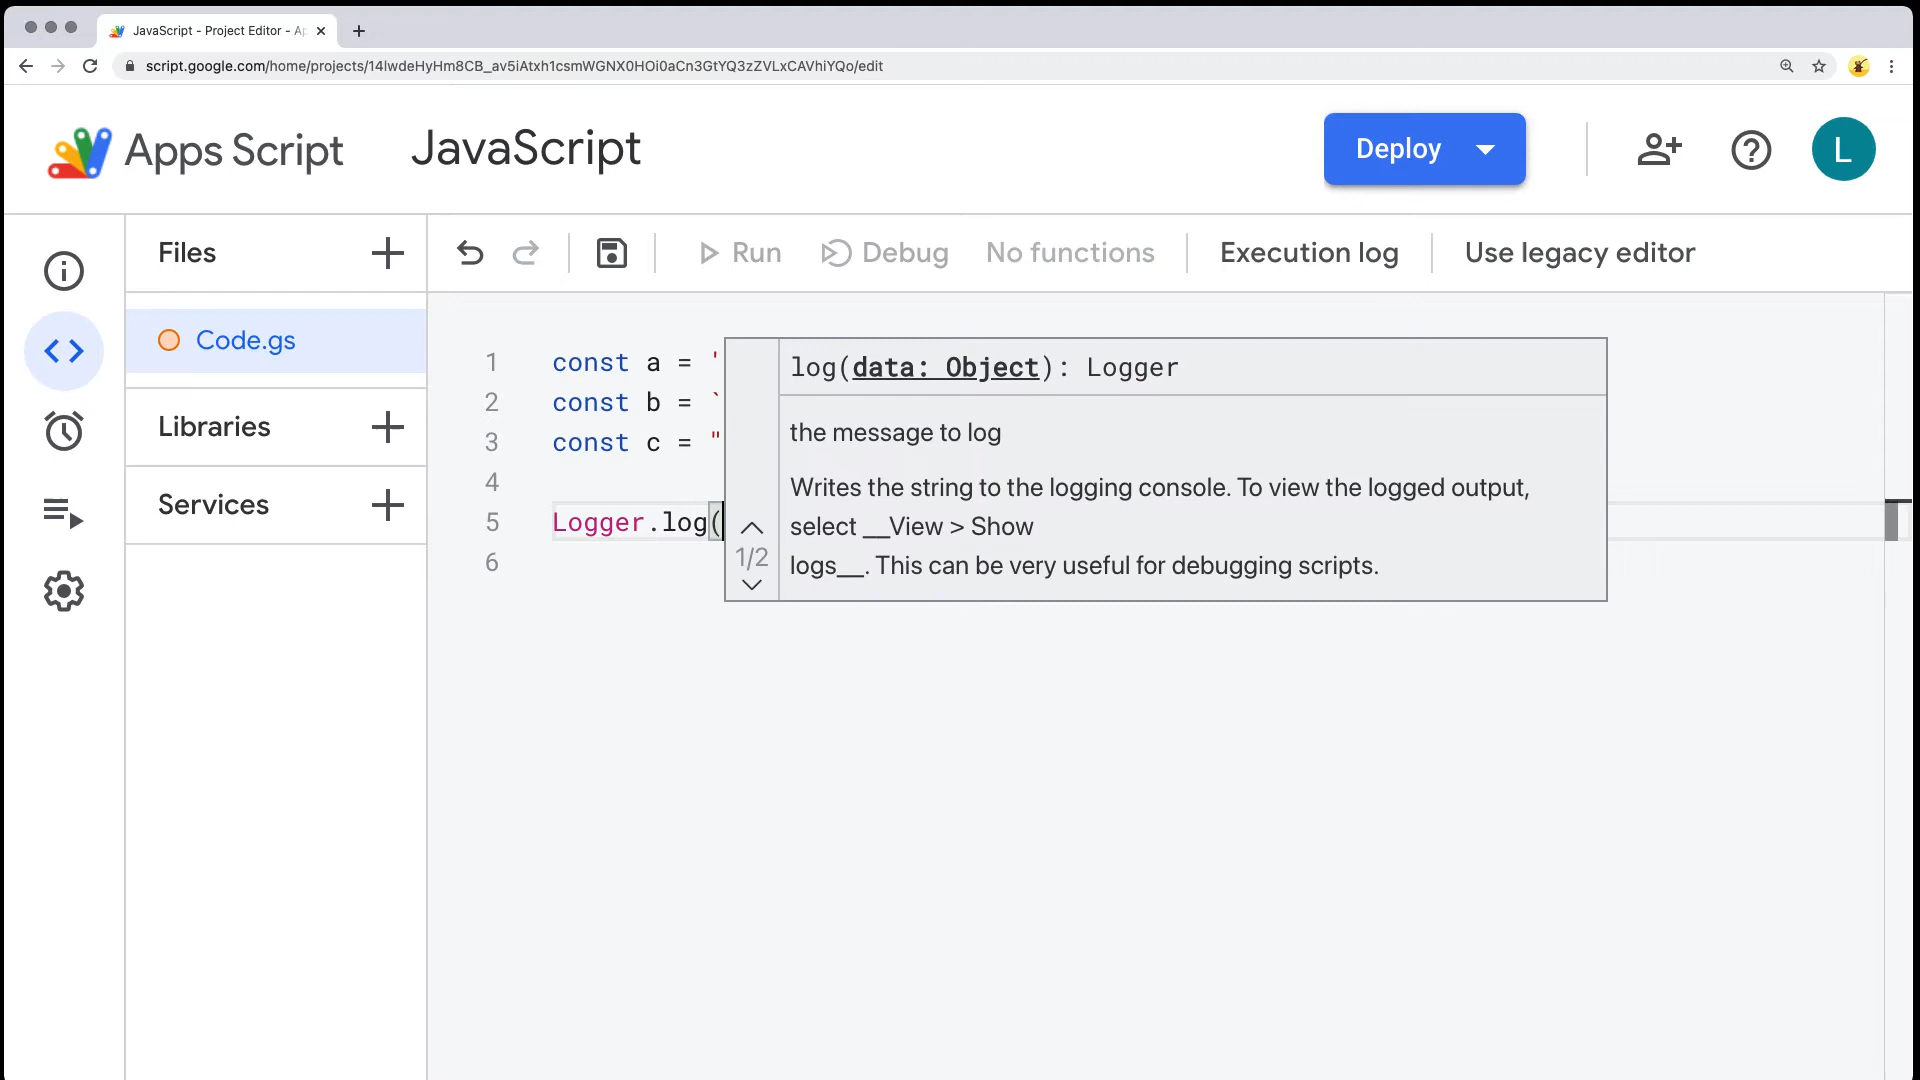 JavaScript - Project Editor - Ap
script.google.com/home/projects/14lwdeHyHm8CB_av5iAtxh1csmWGNX0HOi0aCn3GtYQ3zZVLxCAVhiYQo/edit
Apps Script
JavaScript
Deploy
L
Files
Run
Debug
No functions
Execution log
Use legacy editor
Code.gs
Libraries
Services
1 const a = '
2 const b = `
3 const c = "
4
5 Logger.log(
6
1/2
log(data: Object): Logger
the message to log
Writes the string to the logging console. To view the logged output,
select __View > Show
logs__. This can be very useful for debugging scripts.